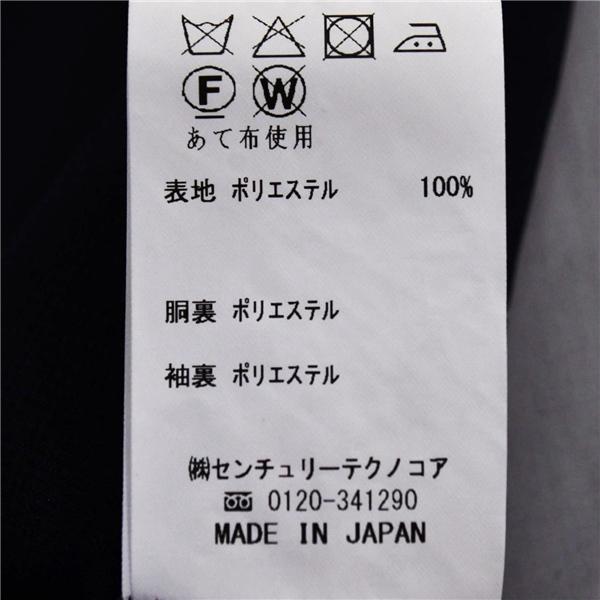 F W
あて布使用
表地 ポリエステル 100%
胴裏 ポリエステル
袖裏 ポリエステル
㈱センチュリーテクノコア
0120-341290
MADE IN JAPAN